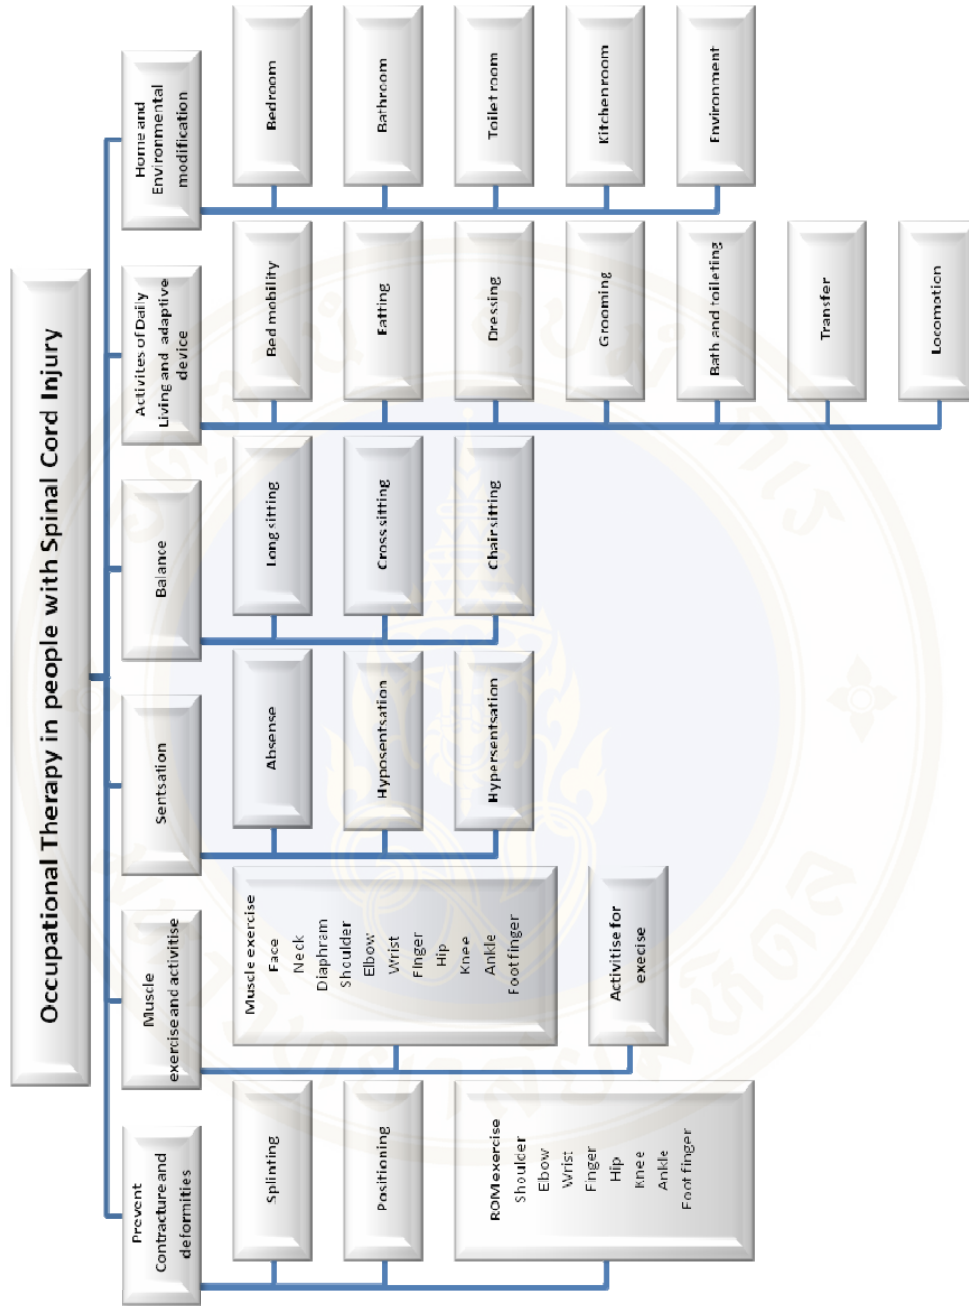 Occupational Therapy in people with Spinal Cord Injury
Prevent
Contracture and
deformities
Splinting
Positioning
ROM exercise
Shoulder
Elbow
Wrist
Finger
Hip
Knee
Ankle
Foot finger
Muscle
exercise and activitise
Muscle exercise
Face
Neck
Diaphram
Shoulder
Elbow
Wrist
Finger
Hip
Knee
Ankle
Foot finger
Activitise for
execise
Sentsation
Absense
Hyposentsation
Hypersentsation
Balance
Long sitting
Cross sitting
Chair sitting
Activites of Daily
Living and adaptive
device
Bed mobility
Eatting
Dressing
Grooming
Bath and toileting
Transfer
Locomotion
Home and
Environmental
modification
Bedroom
Bathroom
Toilet room
Kitchenroom
Environment